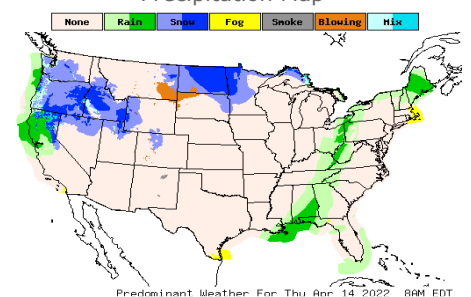 Precipitation Map
None Rain Snow Fog Smoke Blowing Mix
Predominant Weather For Thu Apr 14 2022 8AM EDT